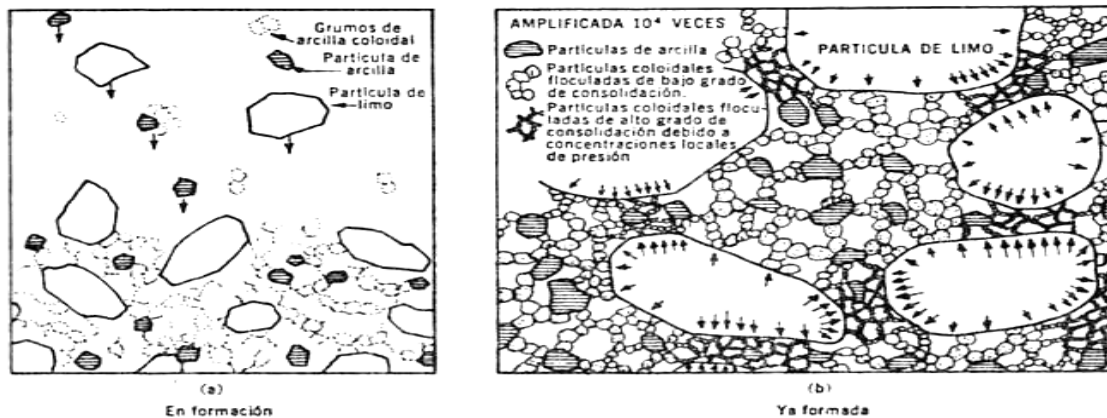 Grumos de
arcilla coloidal
Partícula de
arcilla
Partícula de
limo
(a)
En formación
AMPLIFICADA 10⁴ VECES
Partículas de arcilla
Partículas coloidales
floculadas de bajo grado
de consolidación.
Partículas coloidales flocu-
ladas de alto grado de
consolidación debido a
concentraciones locales
de presión
PARTICULA DE LIMO
(b)
Ya formada